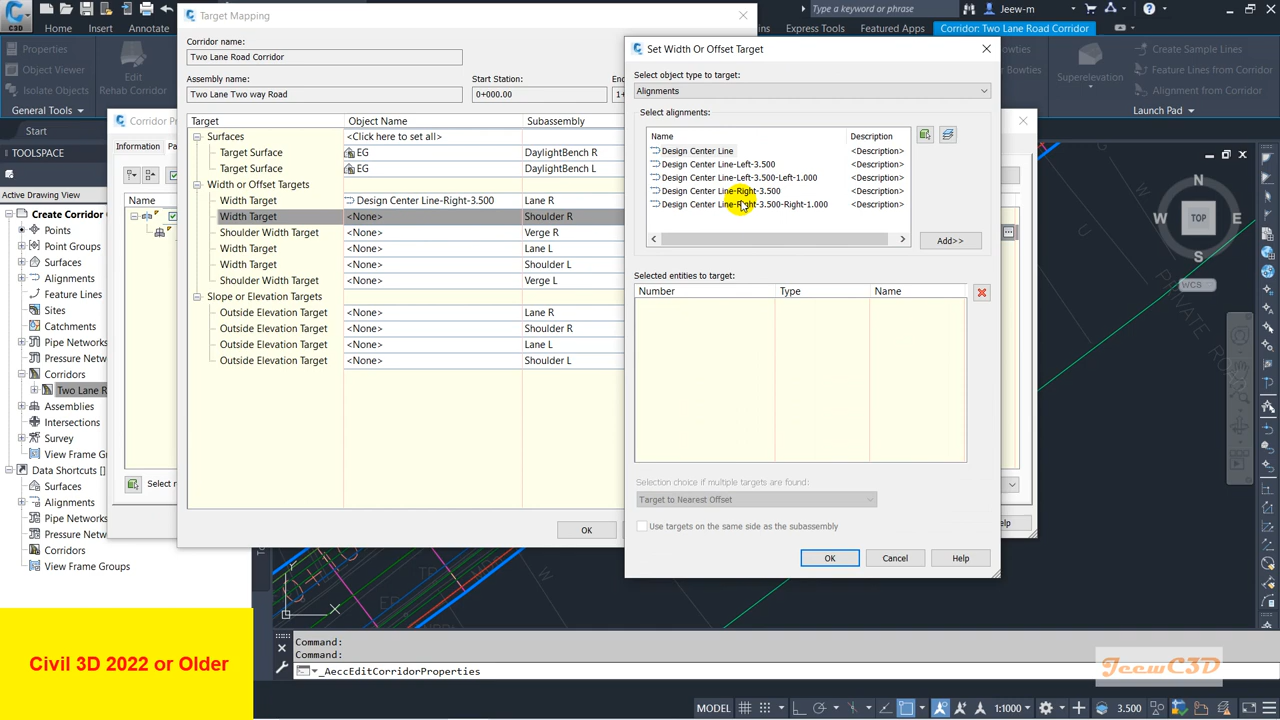 C3D
Home
Insert
Annotate
Express Tools
Featured Apps
Corridor: Two Lane Road Corridor
Type a keyword or phrase
Jeew-m
Properties
Object Viewer
Isolate Objects
General Tools
Edit
Rehab Corridor
Superelevation
Create Sample Lines
Feature Lines from Corridor
Alignment from Corridor
Launch Pad
Start
TOOLSPACE
Active Drawing View
Create Corridor
Points
Point Groups
Surfaces
Alignments
Feature Lines
Sites
Catchments
Pipe Networks
Pressure Netw
Corridors
Two Lane R
Assemblies
Intersections
Survey
View Frame G
Data Shortcuts []
Surfaces
Alignments
Pipe Networks
Pressure Netw
Corridors
View Frame Groups
Corridor Pr
Information
Pa
Name
Select r
elp
Target Mapping
Corridor name:
Two Lane Road Corridor
Assembly name:
Two Lane Two way Road
Start Station:
0+000.00
Target
Object Name
Subassembly
Surfaces
<Click here to set all>
Target Surface
EG
DaylightBench R
Target Surface
EG
DaylightBench L
Width or Offset Targets
Width Target
Design Center Line-Right-3.500
Lane R
Width Target
<None>
Shoulder R
Shoulder Width Target
<None>
Verge R
Width Target
<None>
Lane L
Width Target
<None>
Shoulder L
Shoulder Width Target
<None>
Verge L
Slope or Elevation Targets
Outside Elevation Target
<None>
Lane R
Outside Elevation Target
<None>
Shoulder R
Outside Elevation Target
<None>
Lane L
Outside Elevation Target
<None>
Shoulder L
OK
Set Width Or Offset Target
Select object type to target:
Alignments
Select alignments:
Name
Description
Design Center Line
<Description>
Design Center Line-Left-3.500
<Description>
Design Center Line-Left-3.500-Left-1.000
<Description>
Design Center Line-Right-3.500
<Description>
Design Center Line-Right-3.500-Right-1.000
<Description>
Add>>
Selected entities to target:
Number
Type
Name
Selection choice if multiple targets are found:
Target to Nearest Offset
Use targets on the same side as the subassembly
OK
Cancel
Help
N
W
TOP
E
S
WCS
PRIVATE ROAD
W
Y
X
Command:
Command:
_AeccEditCorridorProperties
JeewC3D
MODEL
1:1000
3.500
Civil 3D 2022 or Older